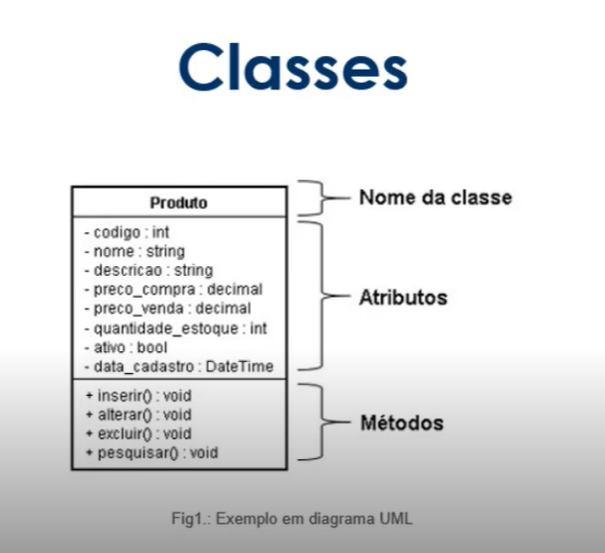 Classes
Produto
Nome da classe
- codigo : int
- nome : string
- descricao : string
- preco_compra : decimal
- preco_venda : decimal
- quantidade_estoque : int
- ativo : bool
- data_cadastro : DateTime
Atributos
+ inserir() : void
+ alterar() : void
+ excluir() : void
+ pesquisar() : void
Métodos
Fig1.: Exemplo em diagrama UML